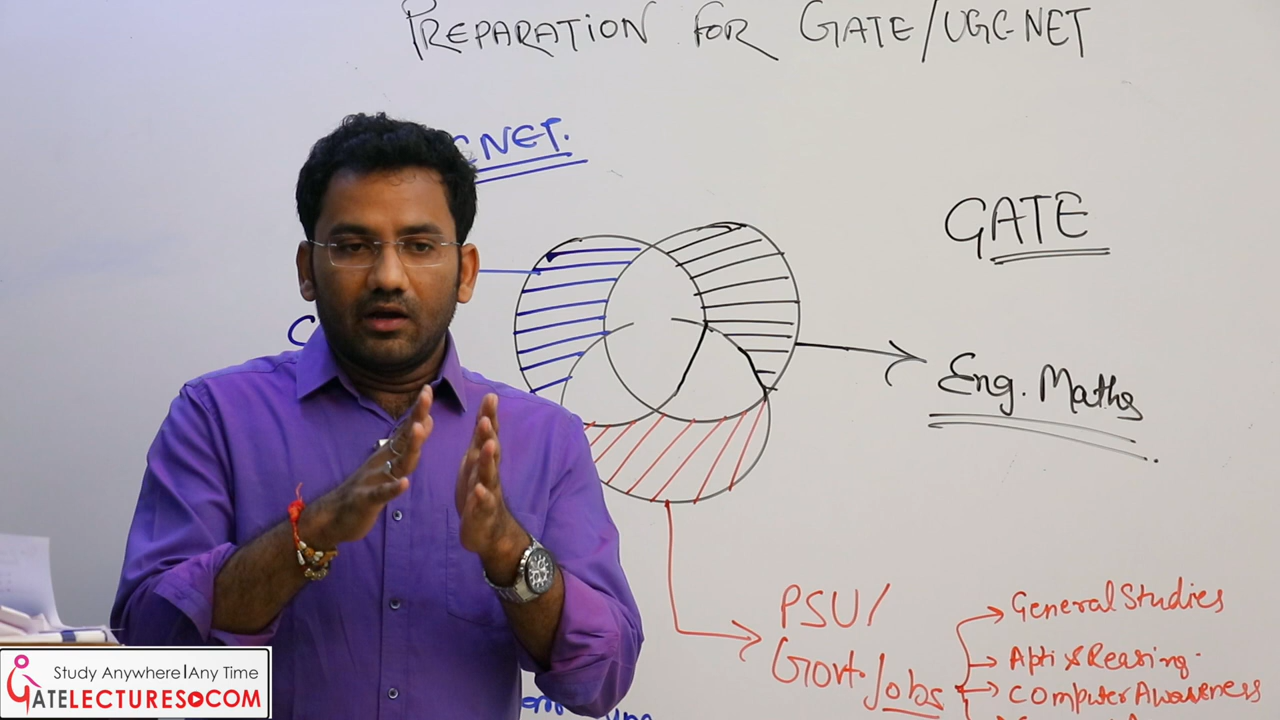 PREPARATION FOR GATE/UGC-NET
CNET.
GATE
Eng. Maths
PSU/
Govt. Jobs
General Studies
Apti & Reasing.
Computer Awareness
Study Anywhere|Any Time
GATELECTURES.COM